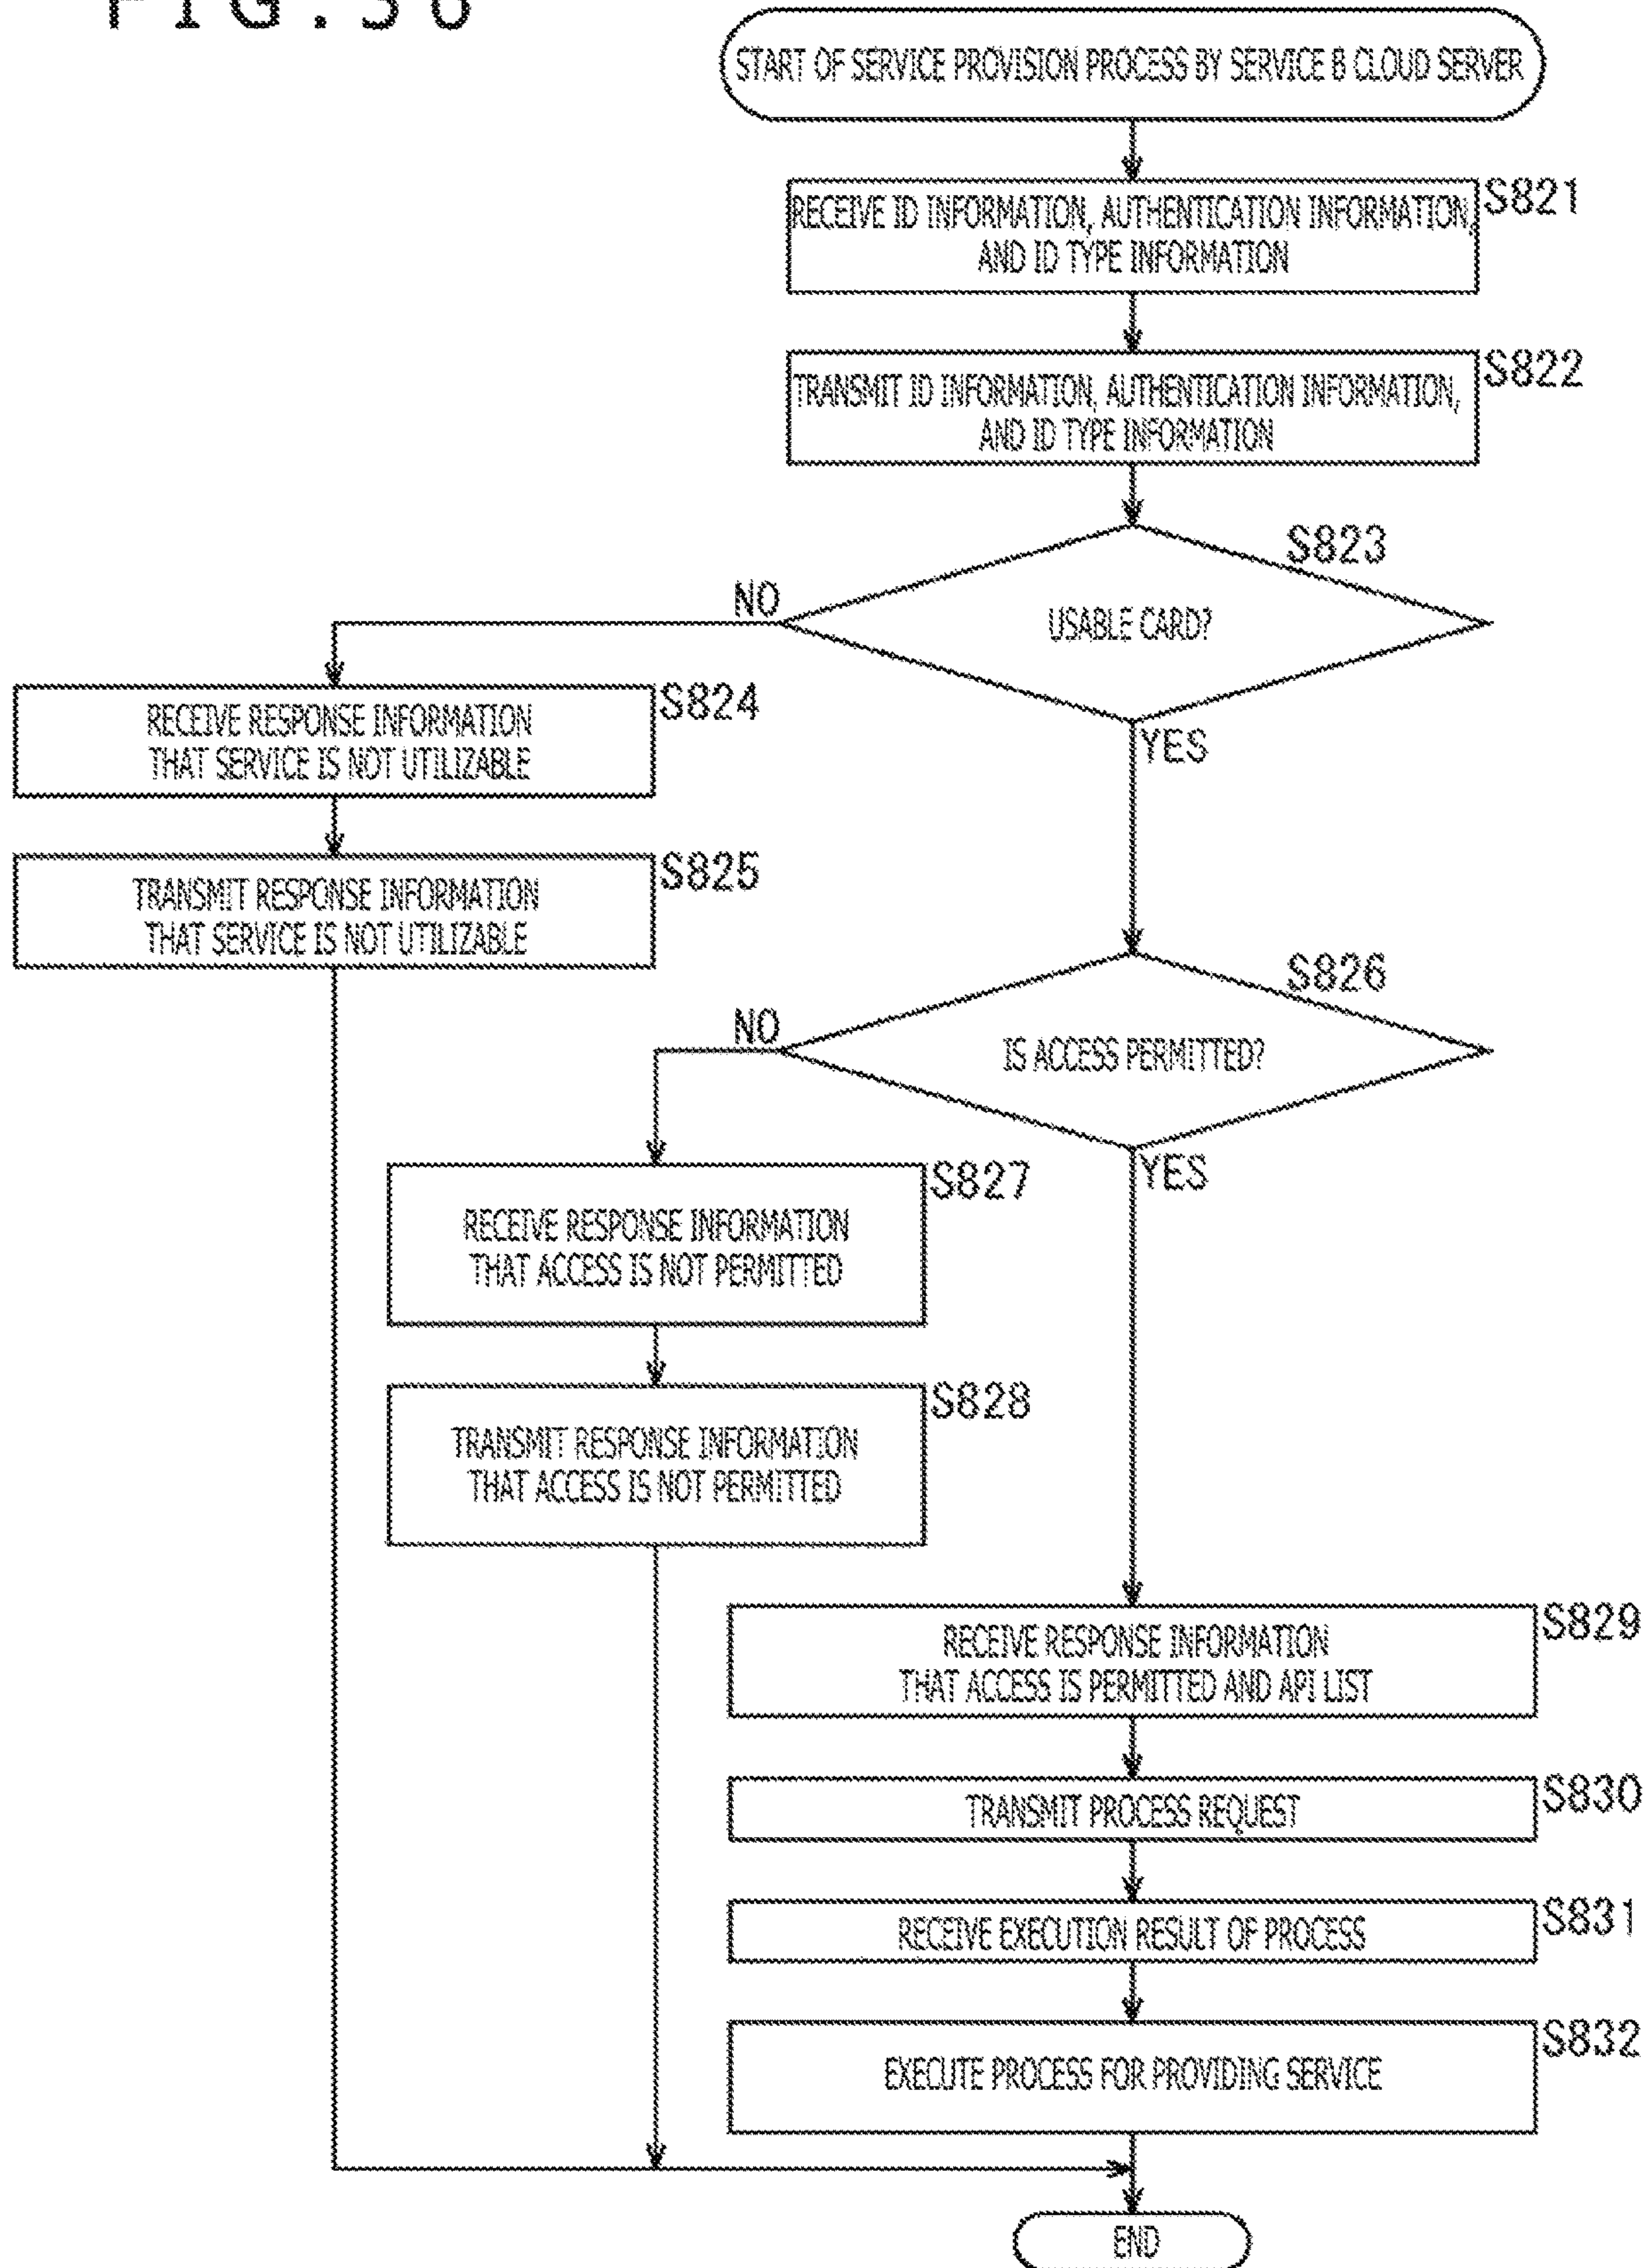 START OF SERVICE PROVISION PROCESS BY SERVICE B CLOUD SERVER
S821
RECEIVE ID INFORMATION, AUTHENTICATION INFORMATION,
AND ID TYPE INFORMATION
S822
TRANSMIT ID INFORMATION, AUTHENTICATION INFORMATION,
AND ID TYPE INFORMATION
S823
NO
USABLE CARD?
YES
S824
RECEIVE RESPONSE INFORMATION
THAT SERVICE IS NOT UTILIZABLE
S825
TRANSMIT RESPONSE INFORMATION
THAT SERVICE IS NOT UTILIZABLE
S826
NO
IS ACCESS PERMITTED?
YES
S827
RECEIVE RESPONSE INFORMATION
THAT ACCESS IS NOT PERMITTED
S828
TRANSMIT RESPONSE INFORMATION
THAT ACCESS IS NOT PERMITTED
S829
RECEIVE RESPONSE INFORMATION
THAT ACCESS IS PERMITTED AND API LIST
S830
TRANSMIT PROCESS REQUEST
S831
RECEIVE EXECUTION RESULT OF PROCESS
S832
EXECUTE PROCESS FOR PROVIDING SERVICE
END